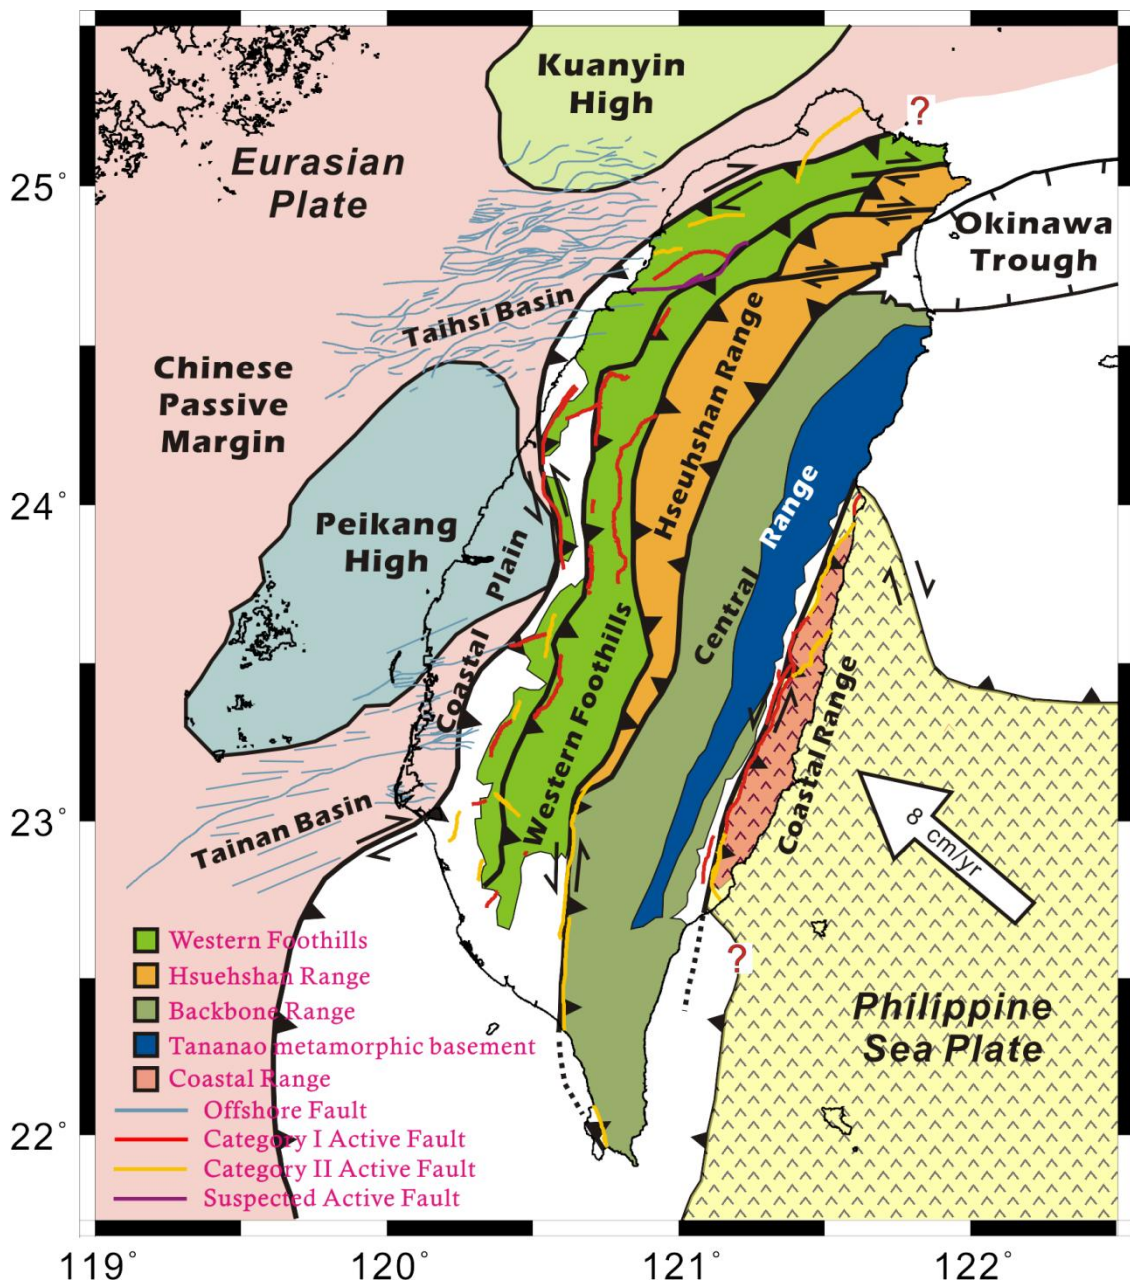 Kuanyin
High
?
Eurasian
Plate
25°
Okinawa
Trough
Taihsi Basin
Chinese
Passive
Margin
Hseuhshan Range
24°
Peikang
High
Coastal Plain
Central Range
Western Foothills
Coastal Range
8 cm/yr
23°
Tainan Basin
?
Philippine
Sea Plate
Western Foothills
Hsuehshan Range
Backbone Range
Tananao metamorphic basement
Coastal Range
Offshore Fault
Category I Active Fault
Category II Active Fault
Suspected Active Fault
22°
119° 120° 121° 122°